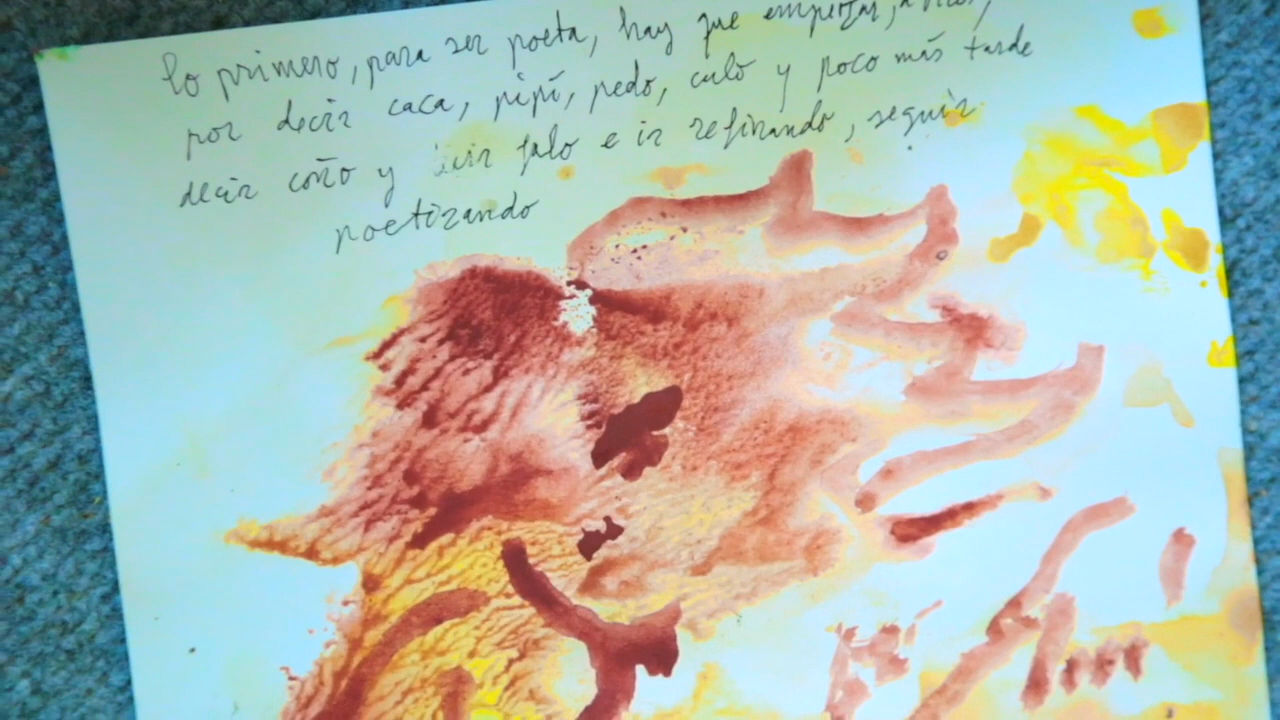 lo primero, para ser poeta, hay que empezar,
por decir caca, pipí, pedo, culo y poco más tarde
decir coño y decir falo e ir refinando, seguir
poetizando